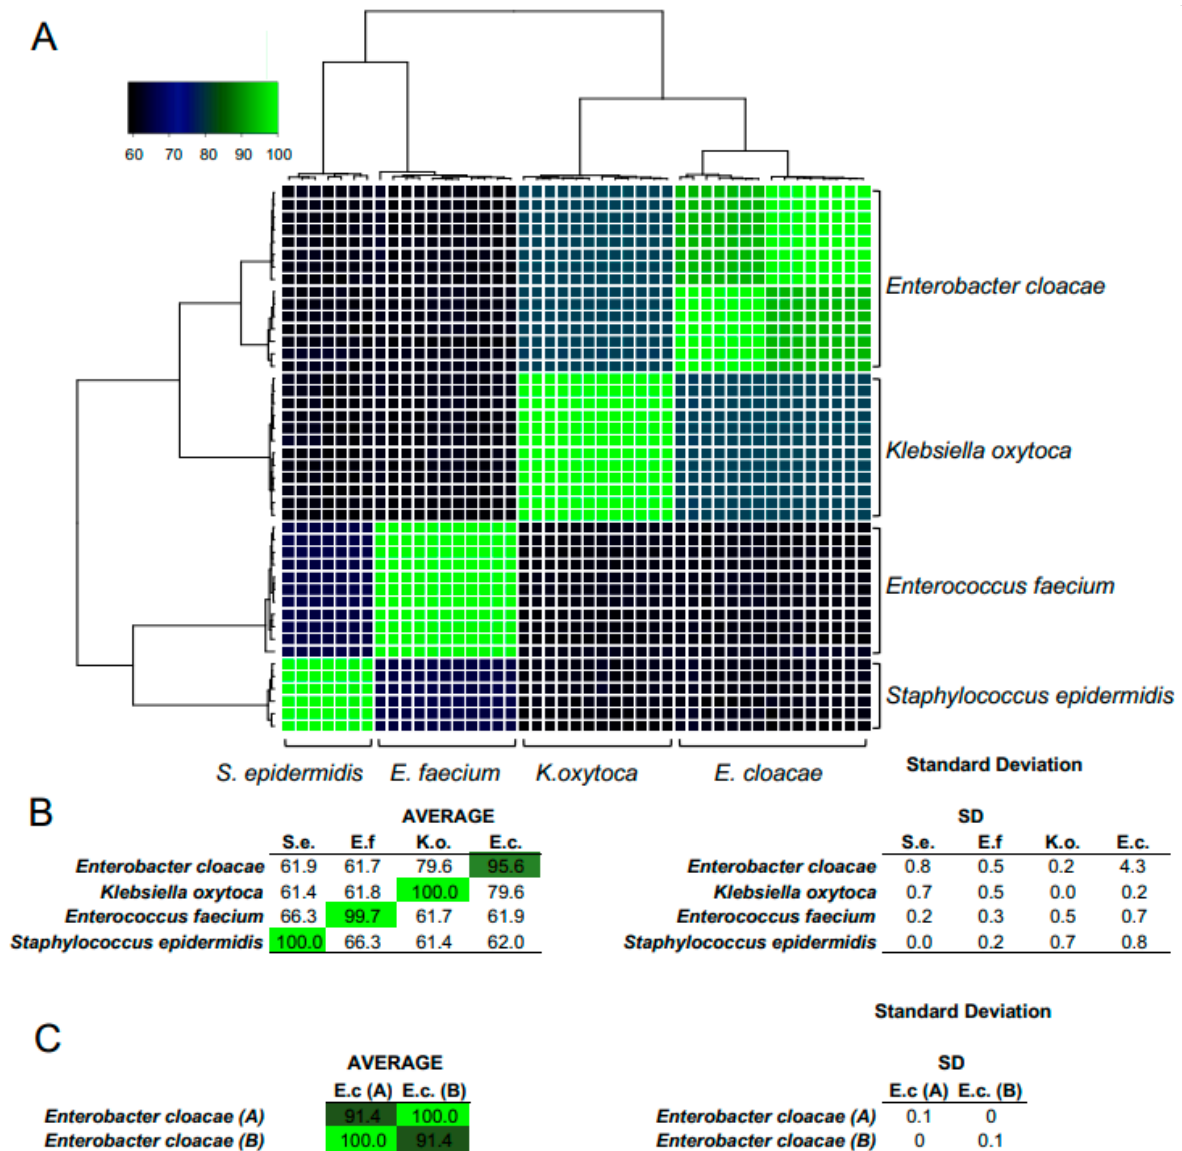 A
60 70 80 90 100
Enterobacter cloacae
Klebsiella oxytoca
Enterococcus faecium
Staphylococcus epidermidis
S. epidermidis E. faecium K.oxytoca E. cloacae
Standard Deviation
B
AVERAGE
S.e. E.f K.o. E.c.
Enterobacter cloacae 61.9 61.7 79.6 95.6
Klebsiella oxytoca 61.4 61.8 100.0 79.6
Enterococcus faecium 66.3 99.7 61.7 61.9
Staphylococcus epidermidis 100.0 66.3 61.4 62.0
SD
S.e. E.f K.o. E.c.
Enterobacter cloacae 0.8 0.5 0.2 4.3
Klebsiella oxytoca 0.7 0.5 0.0 0.2
Enterococcus faecium 0.2 0.3 0.5 0.7
Staphylococcus epidermidis 0.0 0.2 0.7 0.8
Standard Deviation
C
AVERAGE
E.c (A) E.c. (B)
Enterobacter cloacae (A) 91.4 100.0
Enterobacter cloacae (B) 100.0 91.4
SD
E.c (A) E.c. (B)
Enterobacter cloacae (A) 0.1 0
Enterobacter cloacae (B) 0 0.1